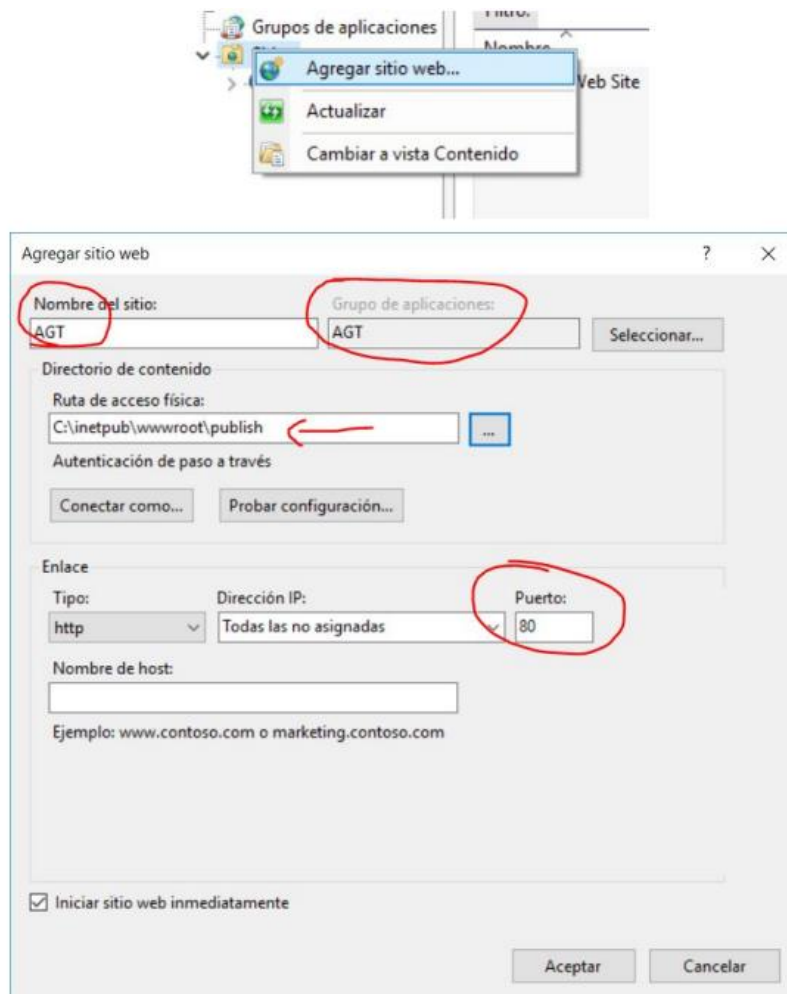 Filtro:
Grupos de aplicaciones
Nombre
Agregar sitio web...
Web Site
Actualizar
Cambiar a vista Contenido
Agregar sitio web ? ×
Nombre del sitio: Grupo de aplicaciones:
AGT AGT Seleccionar...
Directorio de contenido
Ruta de acceso física:
C:\inetpub\wwwroot\publish ...
Autenticación de paso a través
Conectar como... Probar configuración...
Enlace
Tipo: Dirección IP: Puerto:
http Todas las no asignadas 80
Nombre de host:
Ejemplo: www.contoso.com o marketing.contoso.com
Iniciar sitio web inmediatamente
Aceptar Cancelar